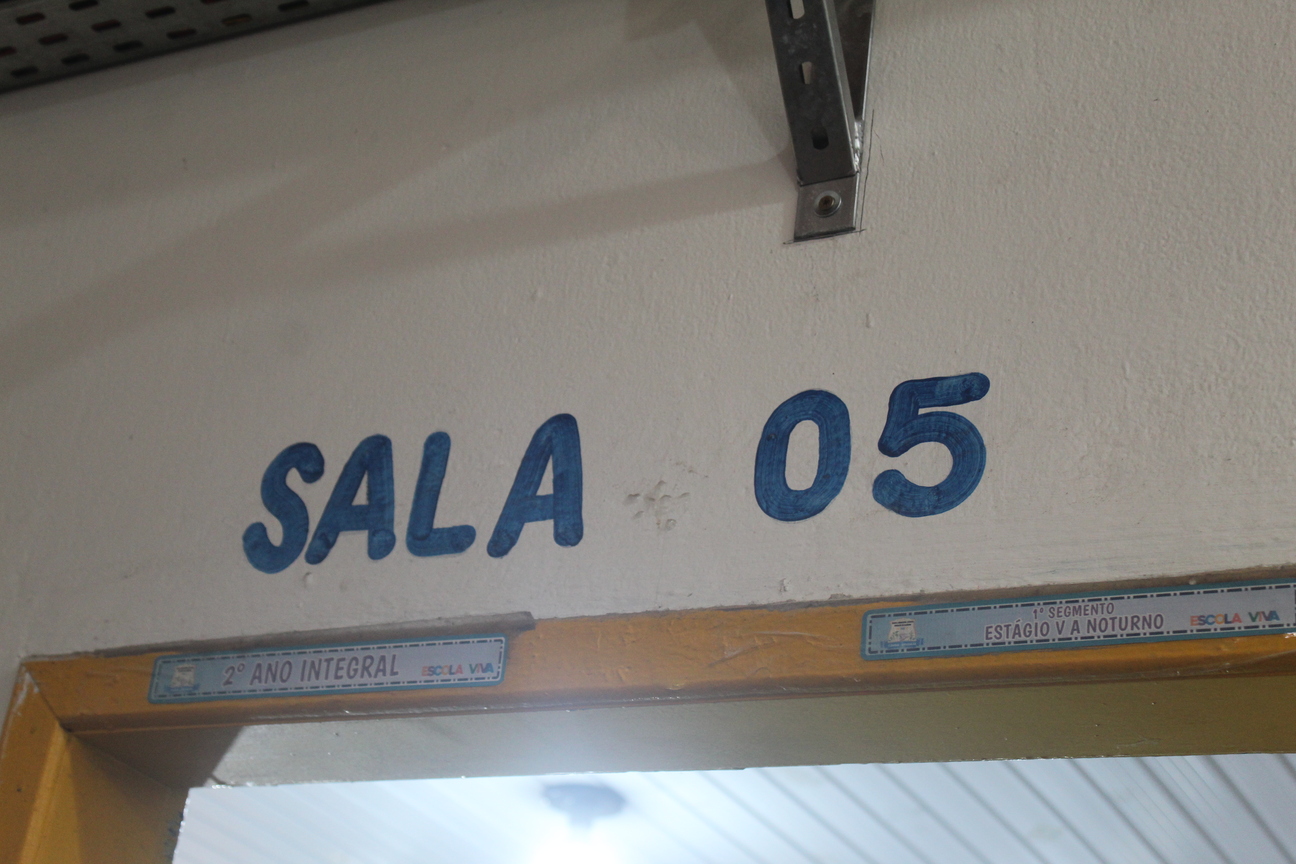 SALA 05
2º ANO INTEGRAL ESCOLA VIVA
1º SEGMENTO
ESTÁGIO V A NOTURNO ESCOLA VIVA